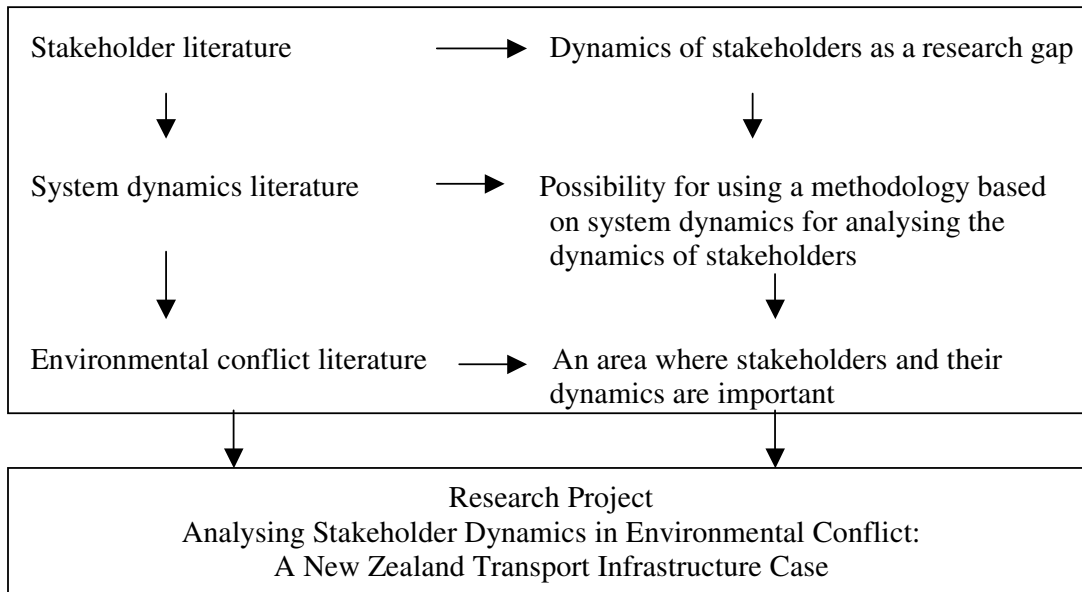 Stakeholder literature
Dynamics of stakeholders as a research gap
System dynamics literature
Possibility for using a methodology based
on system dynamics for analysing the
dynamics of stakeholders
Environmental conflict literature
An area where stakeholders and their
dynamics are important
Research Project
Analysing Stakeholder Dynamics in Environmental Conflict:
A New Zealand Transport Infrastructure Case